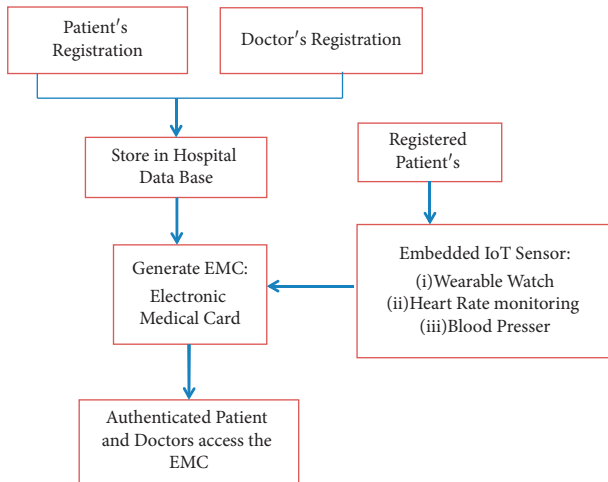 Patient's
Registration
Doctor's Registration
Store in Hospital
Data Base
Registered
Patient's
Generate EMC:
Electronic
Medical Card
Embedded IoT Sensor:
(i)Wearable Watch
(ii)Heart Rate monitoring
(iii)Blood Presser
Authenticated Patient
and Doctors access the
EMC